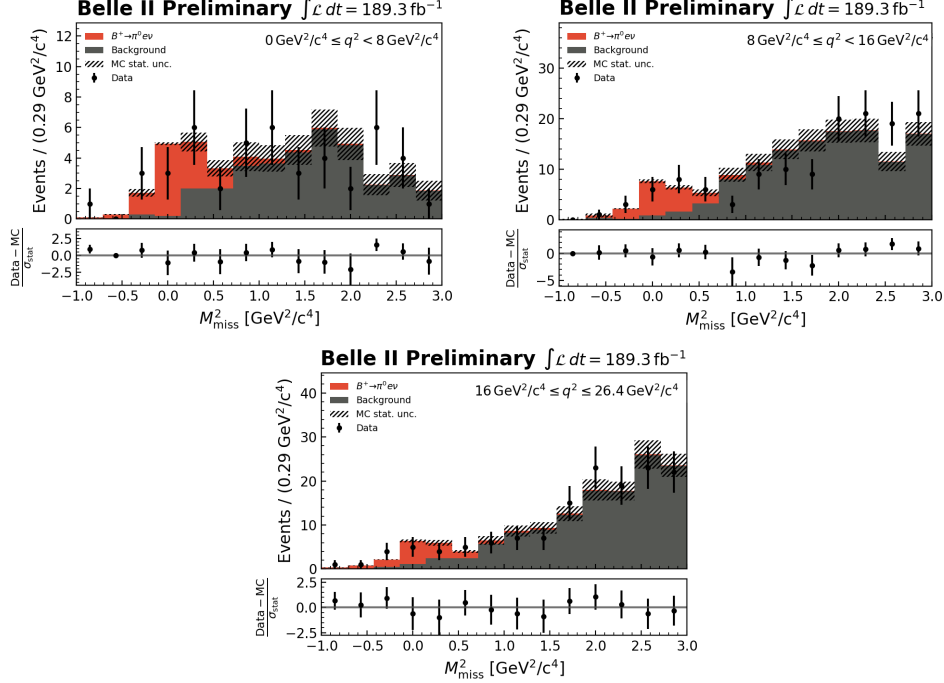 Belle II Preliminary ∫ℒ dt = 189.3 fb⁻¹
0 GeV²/c⁴ ≤ q² < 8 GeV²/c⁴
B⁺→π⁰eν
Background
MC stat. unc.
Data
Events / (0.29 GeV²/c⁴)
12
10
8
6
4
2
0
Data − MC
σstat
2.5
0.0
−2.5
−1.0 −0.5 0.0 0.5 1.0 1.5 2.0 2.5 3.0
M²miss [GeV²/c⁴]
Belle II Preliminary ∫ℒ dt = 189.3 fb⁻¹
8 GeV²/c⁴ ≤ q² < 16 GeV²/c⁴
B⁺→π⁰eν
Background
MC stat. unc.
Data
Events / (0.29 GeV²/c⁴)
30
20
10
0
Data − MC
σstat
0
−5
−1.0 −0.5 0.0 0.5 1.0 1.5 2.0 2.5 3.0
M²miss [GeV²/c⁴]
Belle II Preliminary ∫ℒ dt = 189.3 fb⁻¹
16 GeV²/c⁴ ≤ q² ≤ 26.4 GeV²/c⁴
B⁺→π⁰eν
Background
MC stat. unc.
Data
Events / (0.29 GeV²/c⁴)
40
30
20
10
0
Data − MC
σstat
2.5
0.0
−2.5
−1.0 −0.5 0.0 0.5 1.0 1.5 2.0 2.5 3.0
M²miss [GeV²/c⁴]